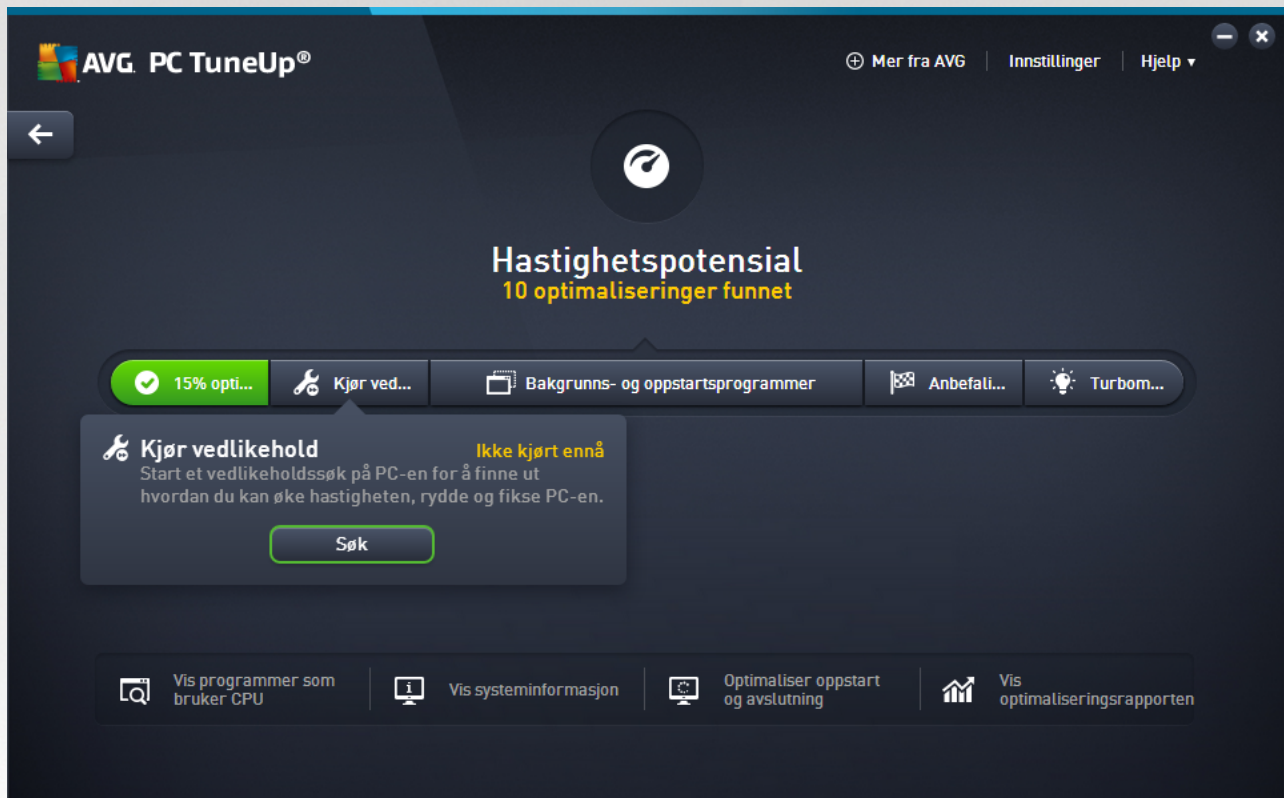 AVG. PC TuneUp®
Mer fra AVG
Innstillinger
Hjelp
Hastighetspotensial
10 optimaliseringer funnet
15% opti...
Kjør ved...
Bakgrunns- og oppstartsprogrammer
Anbefali...
Turbom...
Kjør vedlikehold
Ikke kjørt ennå
Start et vedlikeholdssøk på PC-en for å finne ut
hvordan du kan øke hastigheten, rydde og fikse PC-en.
Søk
Vis programmer som
bruker CPU
Vis systeminformasjon
Optimaliser oppstart
og avslutning
Vis
optimaliseringsrapporten